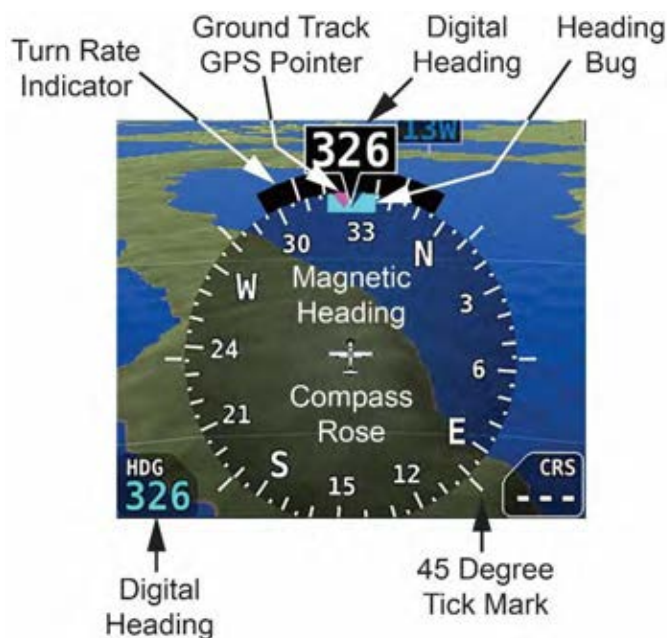 Turn Rate
Indicator
Ground Track
GPS Pointer
Digital
Heading
Heading
Bug
13W
326
30
33
N
W
3
Magnetic
Heading
24
6
Compass
Rose
21
E
S
15
12
HDG
326
CRS
---
Digital
Heading
45 Degree
Tick Mark